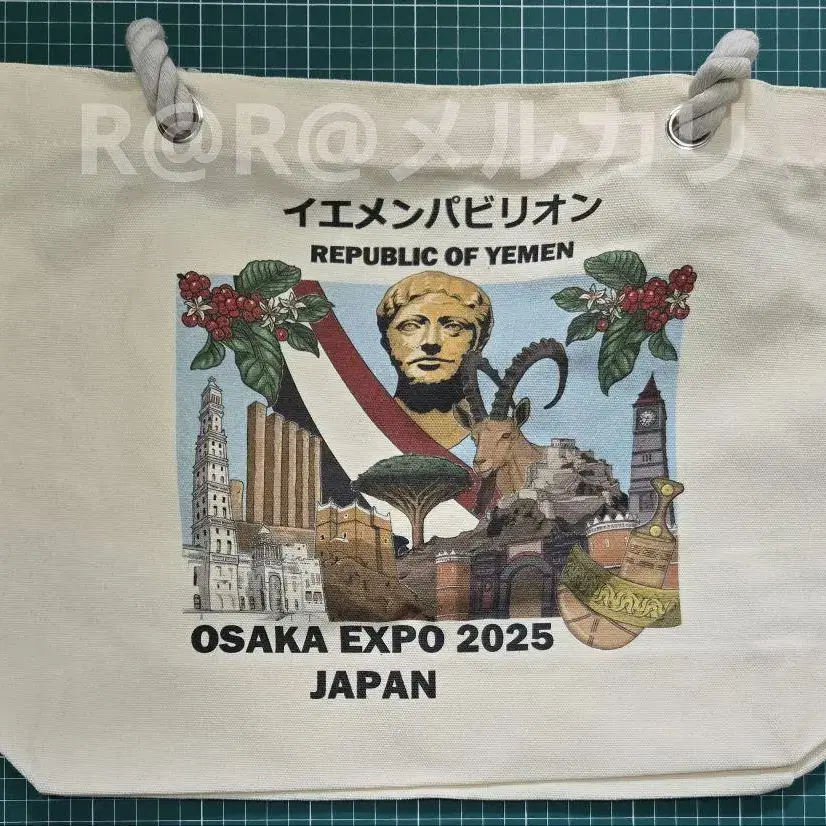 R@R@メルカリ
イエメンパビリオン
REPUBLIC OF YEMEN
OSAKA EXPO 2025
JAPAN